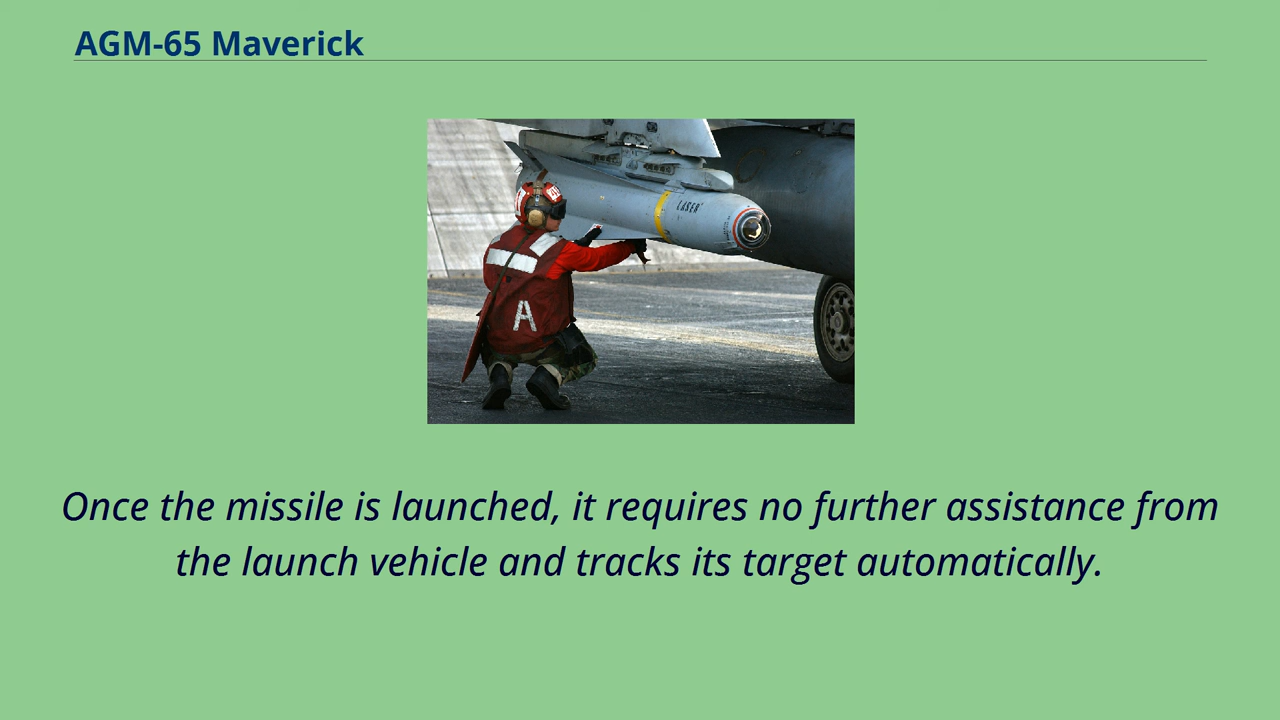 AGM-65 Maverick
LASER
A
Once the missile is launched, it requires no further assistance from
the launch vehicle and tracks its target automatically.